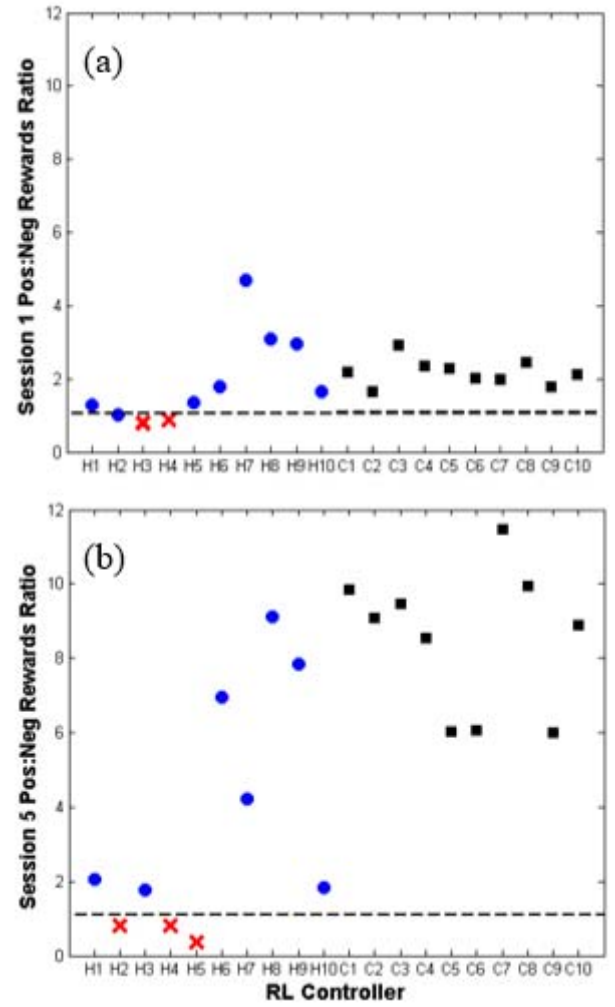 (a)
Session 1 Pos:Neg Rewards Ratio
12
10
8
6
4
2
0
H1 H2 H3 H4 H5 H6 H7 H8 H9 H10 C1 C2 C3 C4 C5 C6 C7 C8 C9 C10
(b)
Session 5 Pos:Neg Rewards Ratio
12
10
8
6
4
2
0
H1 H2 H3 H4 H5 H6 H7 H8 H9 H10 C1 C2 C3 C4 C5 C6 C7 C8 C9 C10
RL Controller